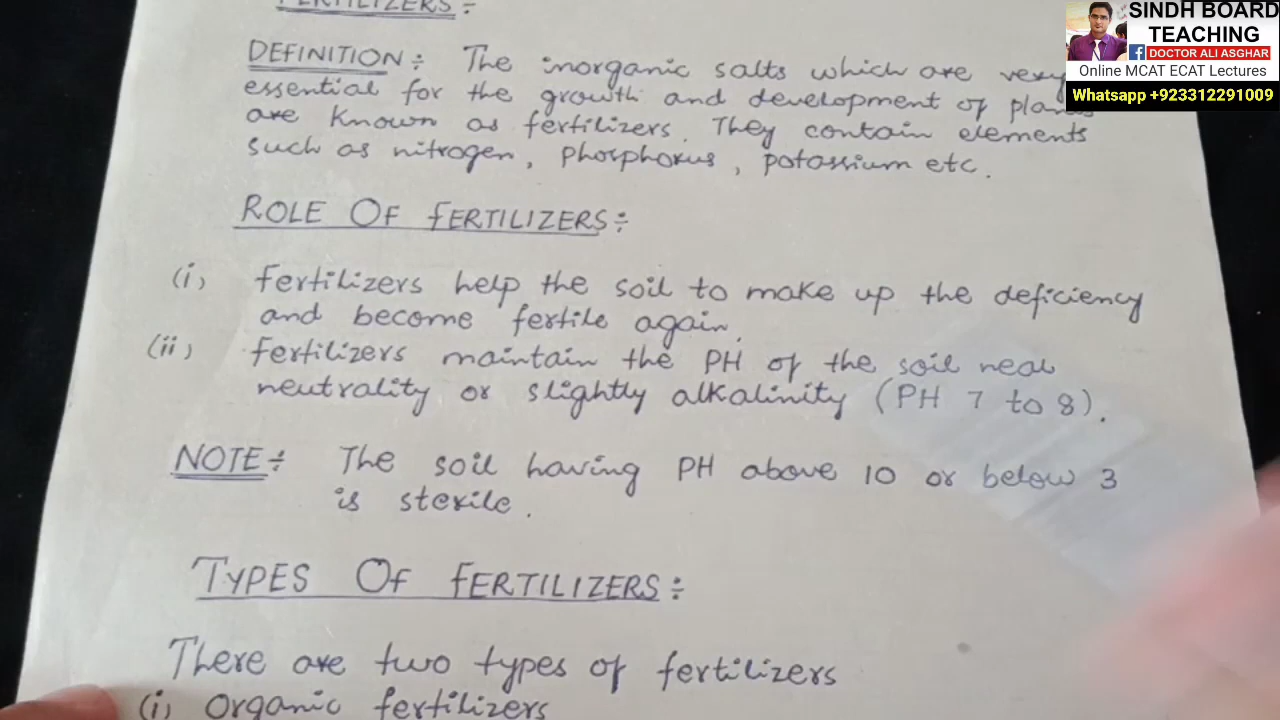 FERTILIZERS :
SINDH BOARD
TEACHING
f DOCTOR ALI ASGHAR
Online MCAT ECAT Lectures
Whatsapp +923312291009
DEFINITION :- The inorganic salts which are very
essential for the growth and development of plants
are known as fertilizers. They contain elements
such as nitrogen, phosphorus, potassium etc.
ROLE OF FERTILIZERS :-
(i) Fertilizers help the soil to make up the deficiency
and become fertile again.
(ii) Fertilizers maintain the PH of the soil near
neutrality or slightly alkalinity (PH 7 to 8).
NOTE :- The soil having PH above 10 or below 3
is sterile.
TYPES OF FERTILIZERS :-
There are two types of fertilizers
(i) Organic fertilizers